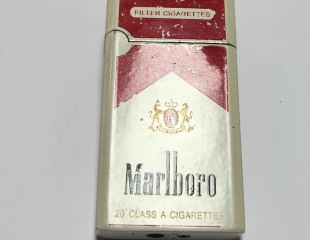 FILTER CIGARETTES
Marlboro
20 CLASS A CIGARETTES